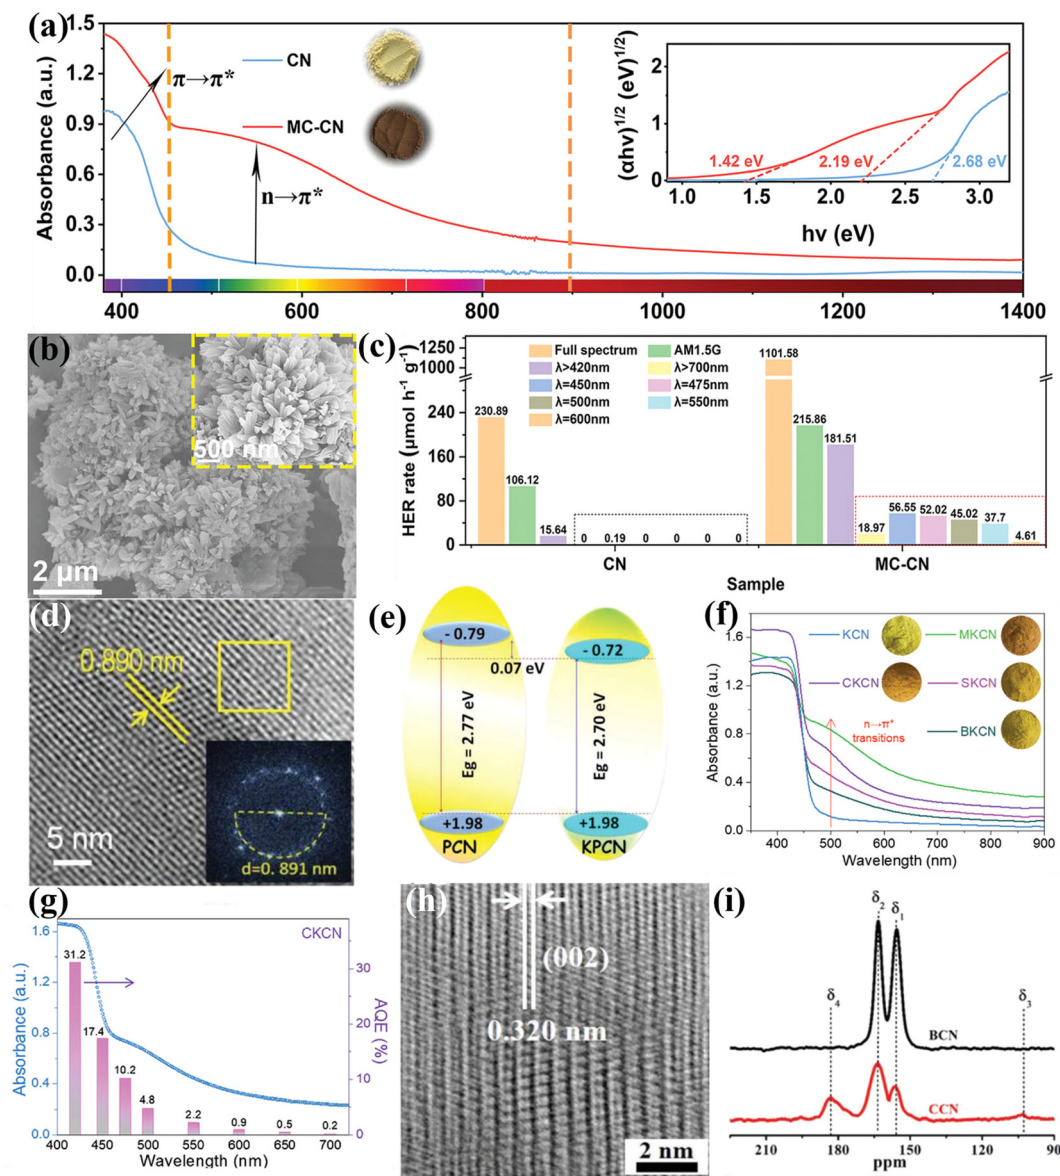 (a)
Absorbance (a.u.)
1.5
1.2
0.9
0.6
0.3
0.0
π→π*
CN
MC-CN
n→π*
400
600
800
1000
1200
1400
(αhν)1/2 (eV)1/2)
2
1
0
1.42 eV
2.19 eV
2.68 eV
1.0
1.5
2.0
2.5
3.0
hν (eV)
(b)
500 nm
2 μm
(c)
HER rate (μmol h-1 g-1)
1250
1000
240
160
80
0
Full spectrum
AM1.5G
λ>420nm
λ>700nm
λ=450nm
λ=475nm
λ=500nm
λ=550nm
λ=600nm
230.89
106.12
15.64
0
0.19
0
0
0
0
1101.58
215.86
181.51
18.97
56.55
52.02
45.02
37.7
4.61
CN
MC-CN
Sample
(d)
0.890 nm
5 nm
d=0. 891 nm
(e)
- 0.79
- 0.72
0.07 eV
Eg = 2.77 eV
Eg = 2.70 eV
+1.98
+1.98
PCN
KPCN
(f)
Absorbance (a.u.)
1.6
1.2
0.8
0.4
0.0
KCN
MKCN
CKCN
SKCN
BKCN
n→π*
transitions
400
500
600
700
800
900
Wavelength (nm)
(g)
CKCN
Absorbance (a.u.)
1.6
1.2
0.8
0.4
0.0
31.2
17.4
10.2
4.8
2.2
0.9
0.5
0.2
30
20
10
0
AQE (%)
400
450
500
550
600
650
700
Wavelength (nm)
(h)
(002)
0.320 nm
2 nm
(i)
δ2
δ1
δ4
δ3
BCN
CCN
210
180
150
120
90
ppm